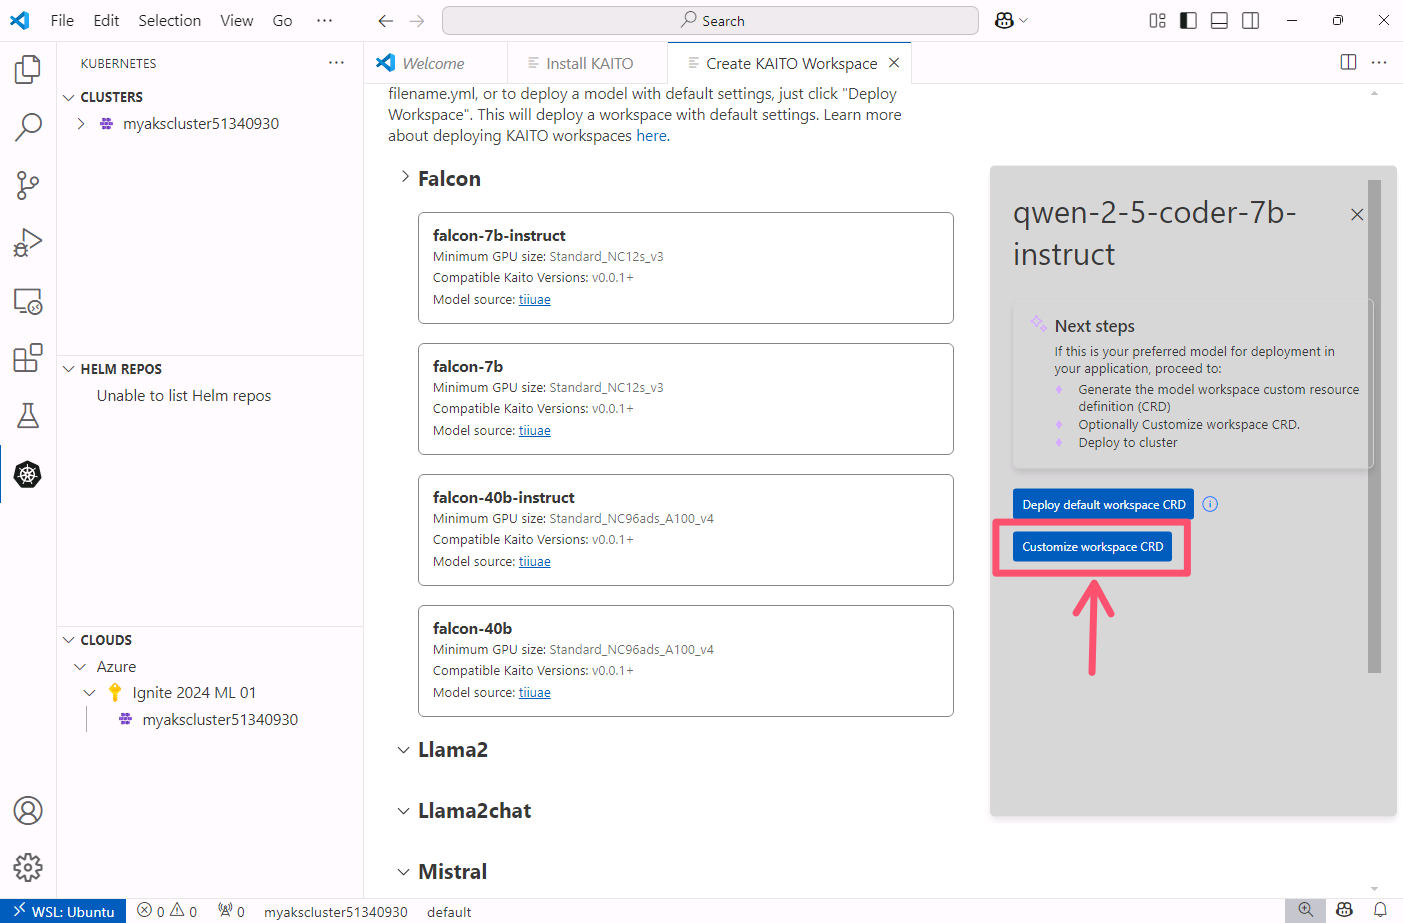 File Edit Selection View Go ···
Search
KUBERNETES ···
CLUSTERS
myakscluster51340930
HELM REPOS
Unable to list Helm repos
CLOUDS
Azure
Ignite 2024 ML 01
myakscluster51340930
Welcome
Install KAITO
Create KAITO Workspace
filename.yml, or to deploy a model with default settings, just click "Deploy
Workspace". This will deploy a workspace with default settings. Learn more
about deploying KAITO workspaces here.
Falcon
falcon-7b-instruct
Minimum GPU size: Standard_NC12s_v3
Compatible Kaito Versions: v0.0.1+
Model source: tiiuae
falcon-7b
Minimum GPU size: Standard_NC12s_v3
Compatible Kaito Versions: v0.0.1+
Model source: tiiuae
falcon-40b-instruct
Minimum GPU size: Standard_NC96ads_A100_v4
Compatible Kaito Versions: v0.0.1+
Model source: tiiuae
falcon-40b
Minimum GPU size: Standard_NC96ads_A100_v4
Compatible Kaito Versions: v0.0.1+
Model source: tiiuae
Llama2
Llama2chat
Mistral
qwen-2-5-coder-7b-
instruct
Next steps
If this is your preferred model for deployment in
your application, proceed to:
Generate the model workspace custom resource
definition (CRD)
Optionally Customize workspace CRD.
Deploy to cluster
Deploy default workspace CRD
Customize workspace CRD
WSL: Ubuntu 0 0 0 myakscluster51340930 default